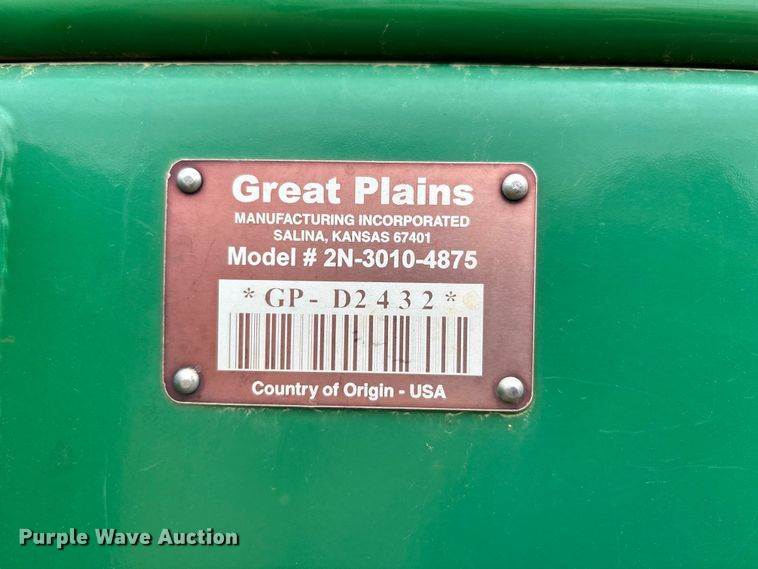 Great Plains
MANUFACTURING INCORPORATED
SALINA, KANSAS 67401
Model # 2N-3010-4875
*GP- D2432*
Country of Origin - USA
Purple Wave Auction